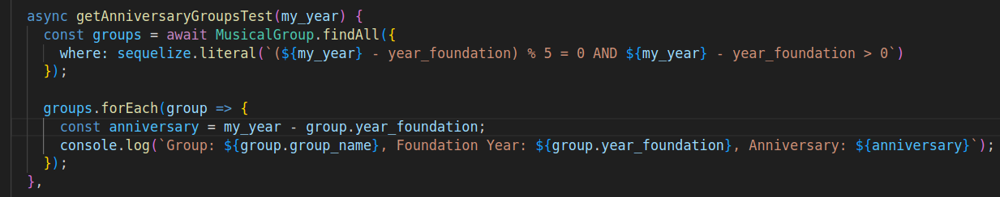 async getAnniversaryGroupsTest(my_year) {
const groups = await MusicalGroup.findAll({
where: sequelize.literal(`(${my_year} - year_foundation) % 5 = 0 AND ${my_year} - year_foundation > 0`)
});
groups.forEach(group => {
const anniversary = my_year - group.year_foundation;
console.log(`Group: ${group.group_name}, Foundation Year: ${group.year_foundation}, Anniversary: ${anniversary}`);
});
},